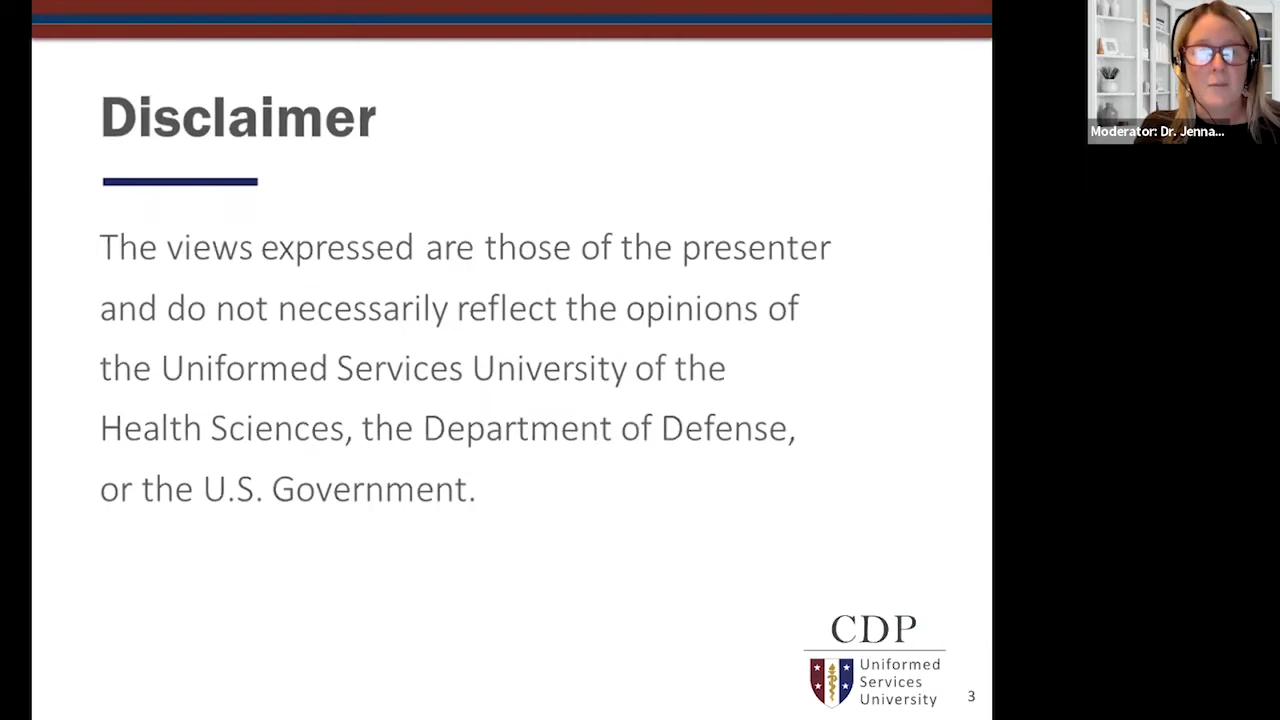 Disclaimer
The views expressed are those of the presenter
and do not necessarily reflect the opinions of
the Uniformed Services University of the
Health Sciences, the Department of Defense,
or the U.S. Government.
CDP
Uniformed
Services
University
3
Moderator: Dr. Jenna...